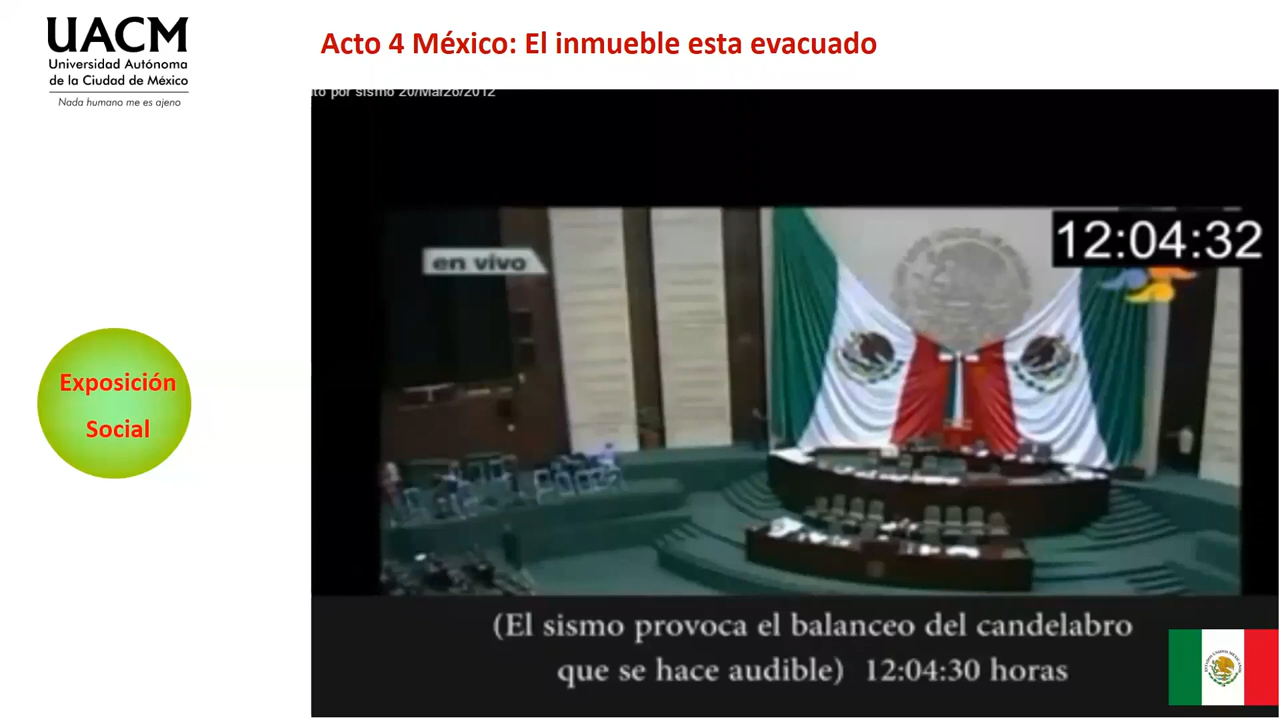 UACM
Universidad Autónoma
de la Ciudad de México
Nada humano me es ajeno
Acto 4 México: El inmueble esta evacuado
to por sismo 20/Marzo/2012
en vivo
12:04:32
Exposición
Social
(El sismo provoca el balanceo del candelabro
que se hace audible) 12:04:30 horas